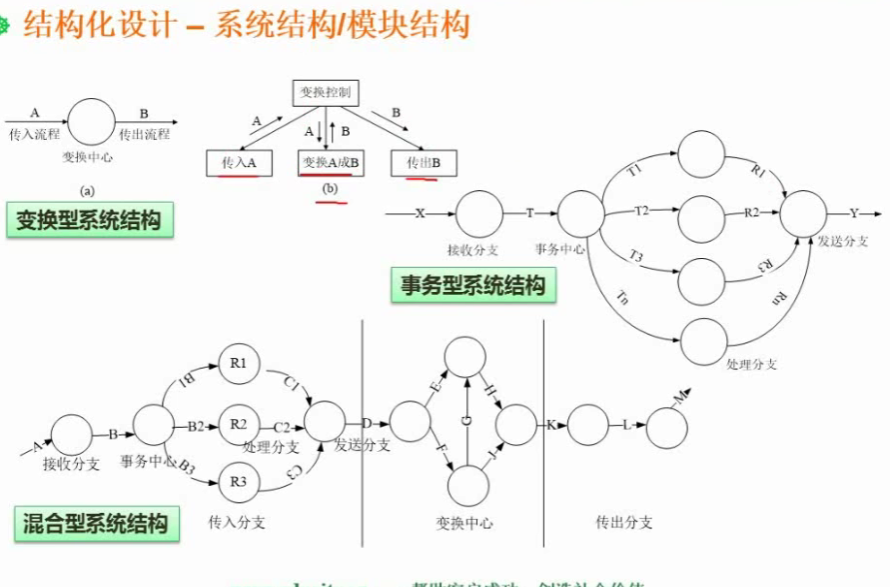 结构化设计 – 系统结构/模块结构
A
B
传入流程
传出流程
变换中心
(a)
变换型系统结构
变换控制
A
A
B
B
传入A
变换A成B
传出B
(b)
X
接收分支
T
事务中心
T1
T2
T3
Tn
R1
R2
R3
Rn
Y
发送分支
处理分支
事务型系统结构
A
接收分支
B
事务中心
B1
B2
B3
R1
R2
R3
C1
C2
C3
处理分支
发送分支
传入分支
D
E
F
G
H
J
变换中心
K
L
M
传出分支
混合型系统结构